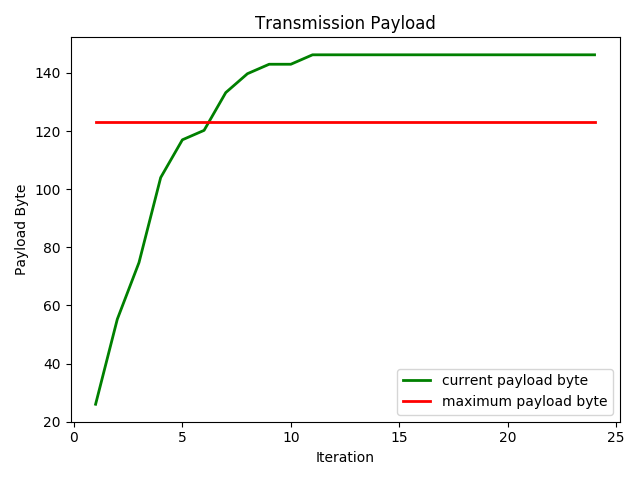 Transmission Payload
140
120
100
80
60
40
20
Payload Byte
0
5
10
15
20
25
Iteration
current payload byte
maximum payload byte